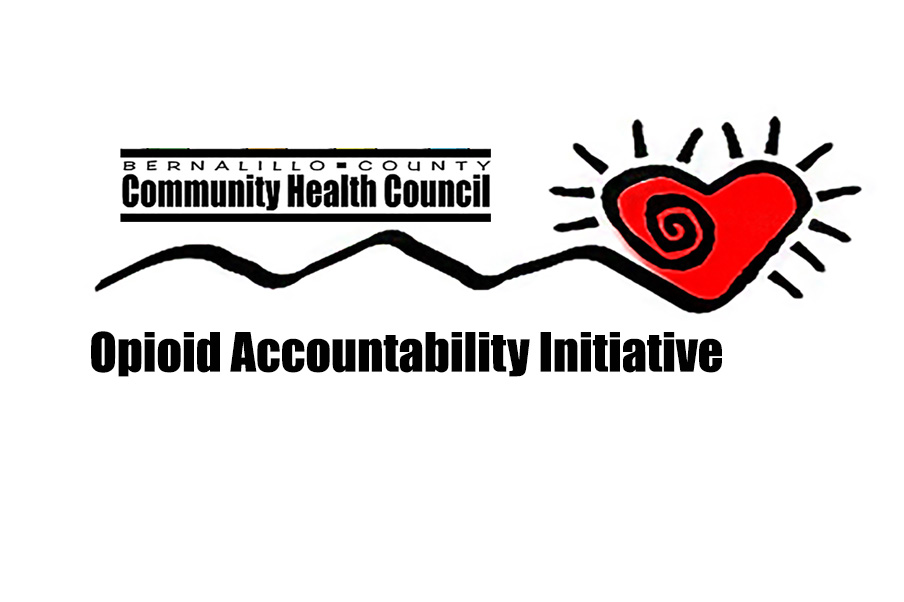 BERNALILLO▪COUNTY
Community Health Council
Opioid Accountability Initiative